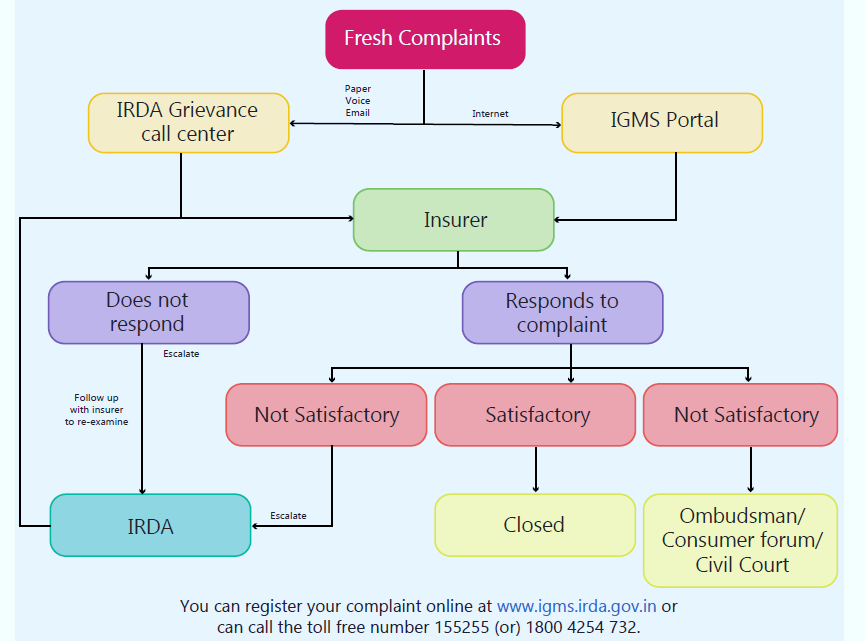 Fresh Complaints
Paper
Voice
Email
Internet
IRDA Grievance
call center
IGMS Portal
Insurer
Does not
respond
Responds to
complaint
Escalate
Follow up
with insurer
to re-examine
Not Satisfactory
Satisfactory
Not Satisfactory
IRDA
Escalate
Closed
Ombudsman/
Consumer forum/
Civil Court
You can register your complaint online at www.igms.irda.gov.in or
can call the toll free number 155255 (or) 1800 4254 732.